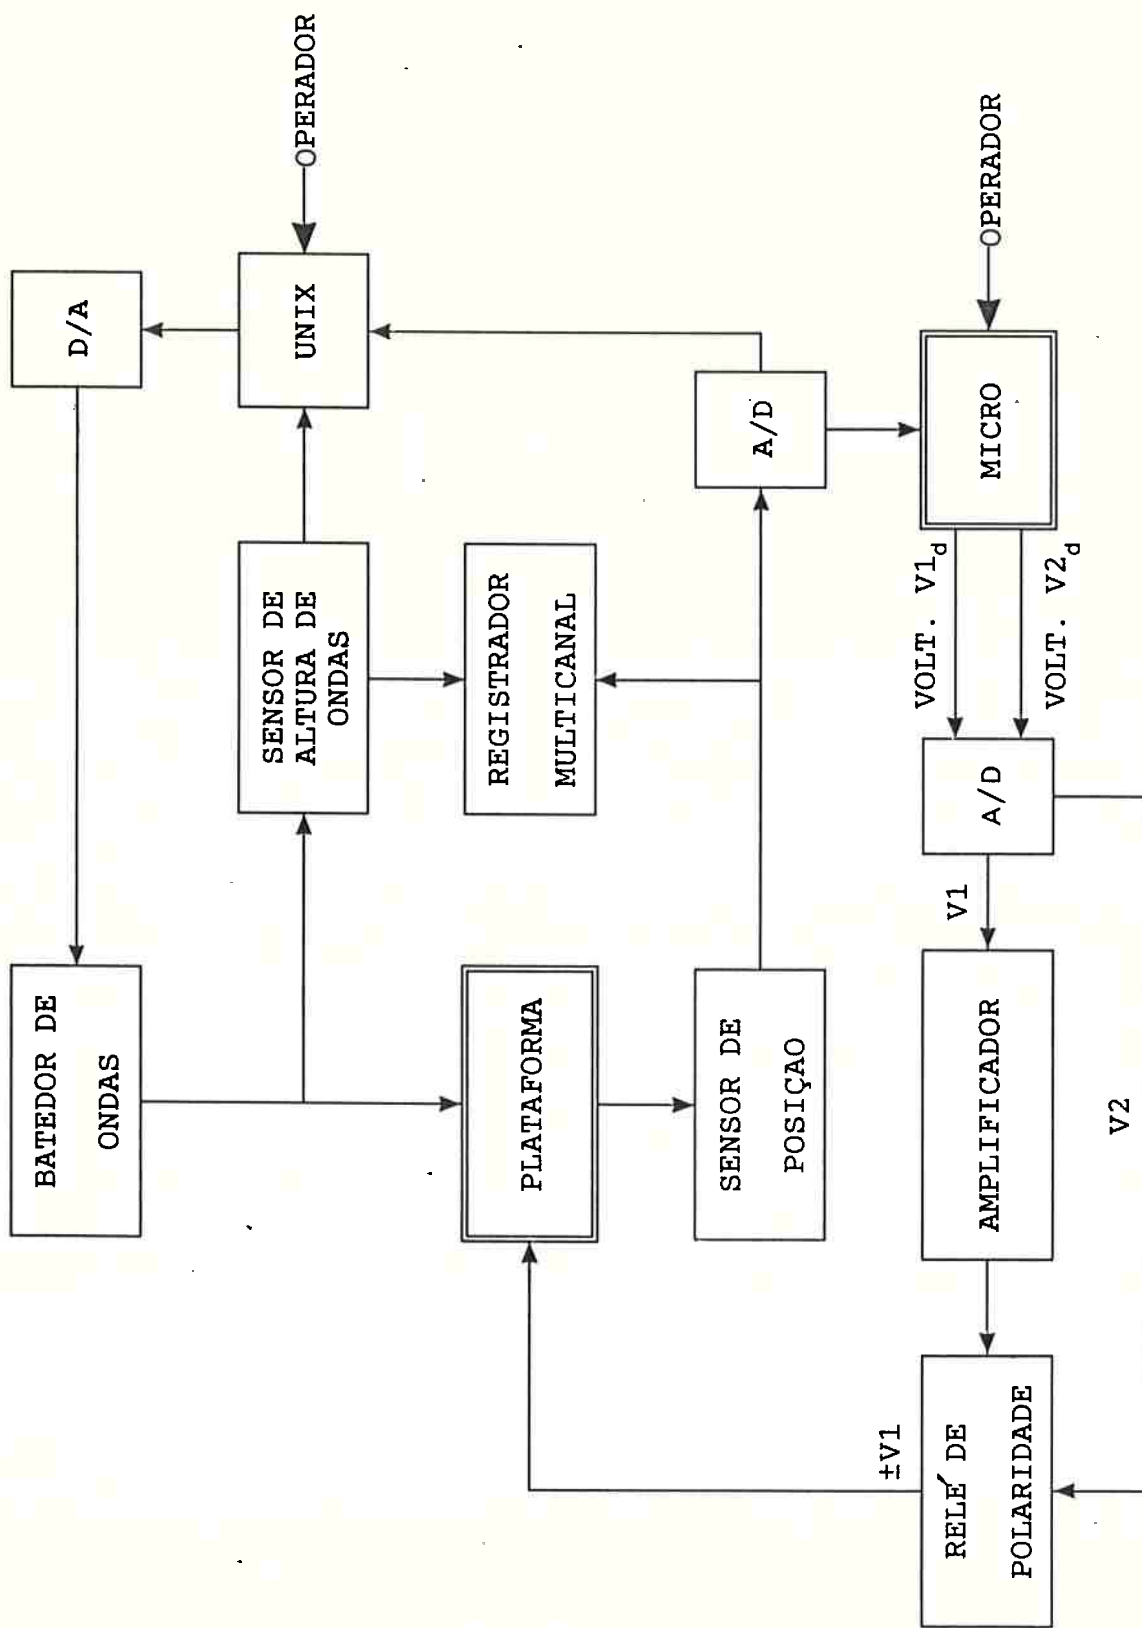 BATEDOR DE
ONDAS
D/A
SENSOR DE
ALTURA DE
ONDAS
UNIX
OPERADOR
REGISTRADOR
MULTICANAL
PLATAFORMA
SENSOR DE
POSIÇAO
A/D
±V1
RELÉ DE
POLARIDADE
AMPLIFICADOR
V1
A/D
VOLT. V1d
VOLT. V2d
MICRO
OPERADOR
V2